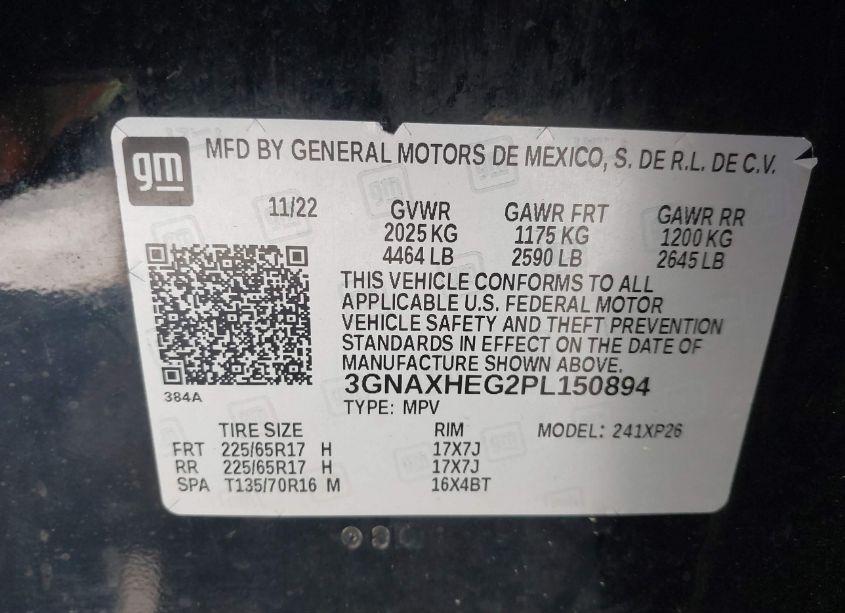 gm
MFD BY GENERAL MOTORS DE MEXICO, S. DE R.L. DE C.V.
11/22 GVWR GAWR FRT GAWR RR
2025 KG 1175 KG 1200 KG
4464 LB 2590 LB 2645 LB
THIS VEHICLE CONFORMS TO ALL
APPLICABLE U.S. FEDERAL MOTOR
VEHICLE SAFETY AND THEFT PREVENTION
STANDARDS IN EFFECT ON THE DATE OF
MANUFACTURE SHOWN ABOVE.
3GNAXHEG2PL150894
384A
TYPE: MPV
TIRE SIZE RIM MODEL: 241XP26
FRT 225/65R17 H 17X7J
RR 225/65R17 H 17X7J
SPA T135/70R16 M 16X4BT